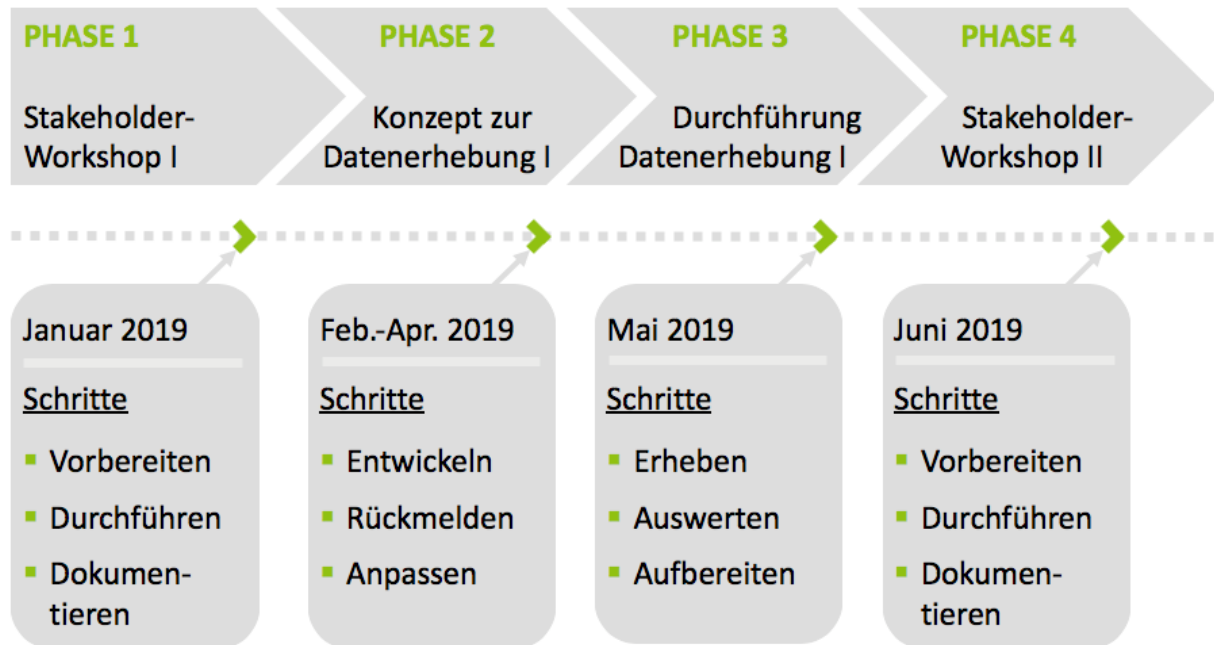 PHASE 1
Stakeholder-
Workshop I
PHASE 2
Konzept zur
Datenerhebung I
PHASE 3
Durchführung
Datenerhebung I
PHASE 4
Stakeholder-
Workshop II
Januar 2019
Schritte
Vorbereiten
Durchführen
Dokumen-
tieren
Feb.-Apr. 2019
Schritte
Entwickeln
Rückmelden
Anpassen
Mai 2019
Schritte
Erheben
Auswerten
Aufbereiten
Juni 2019
Schritte
Vorbereiten
Durchführen
Dokumen-
tieren